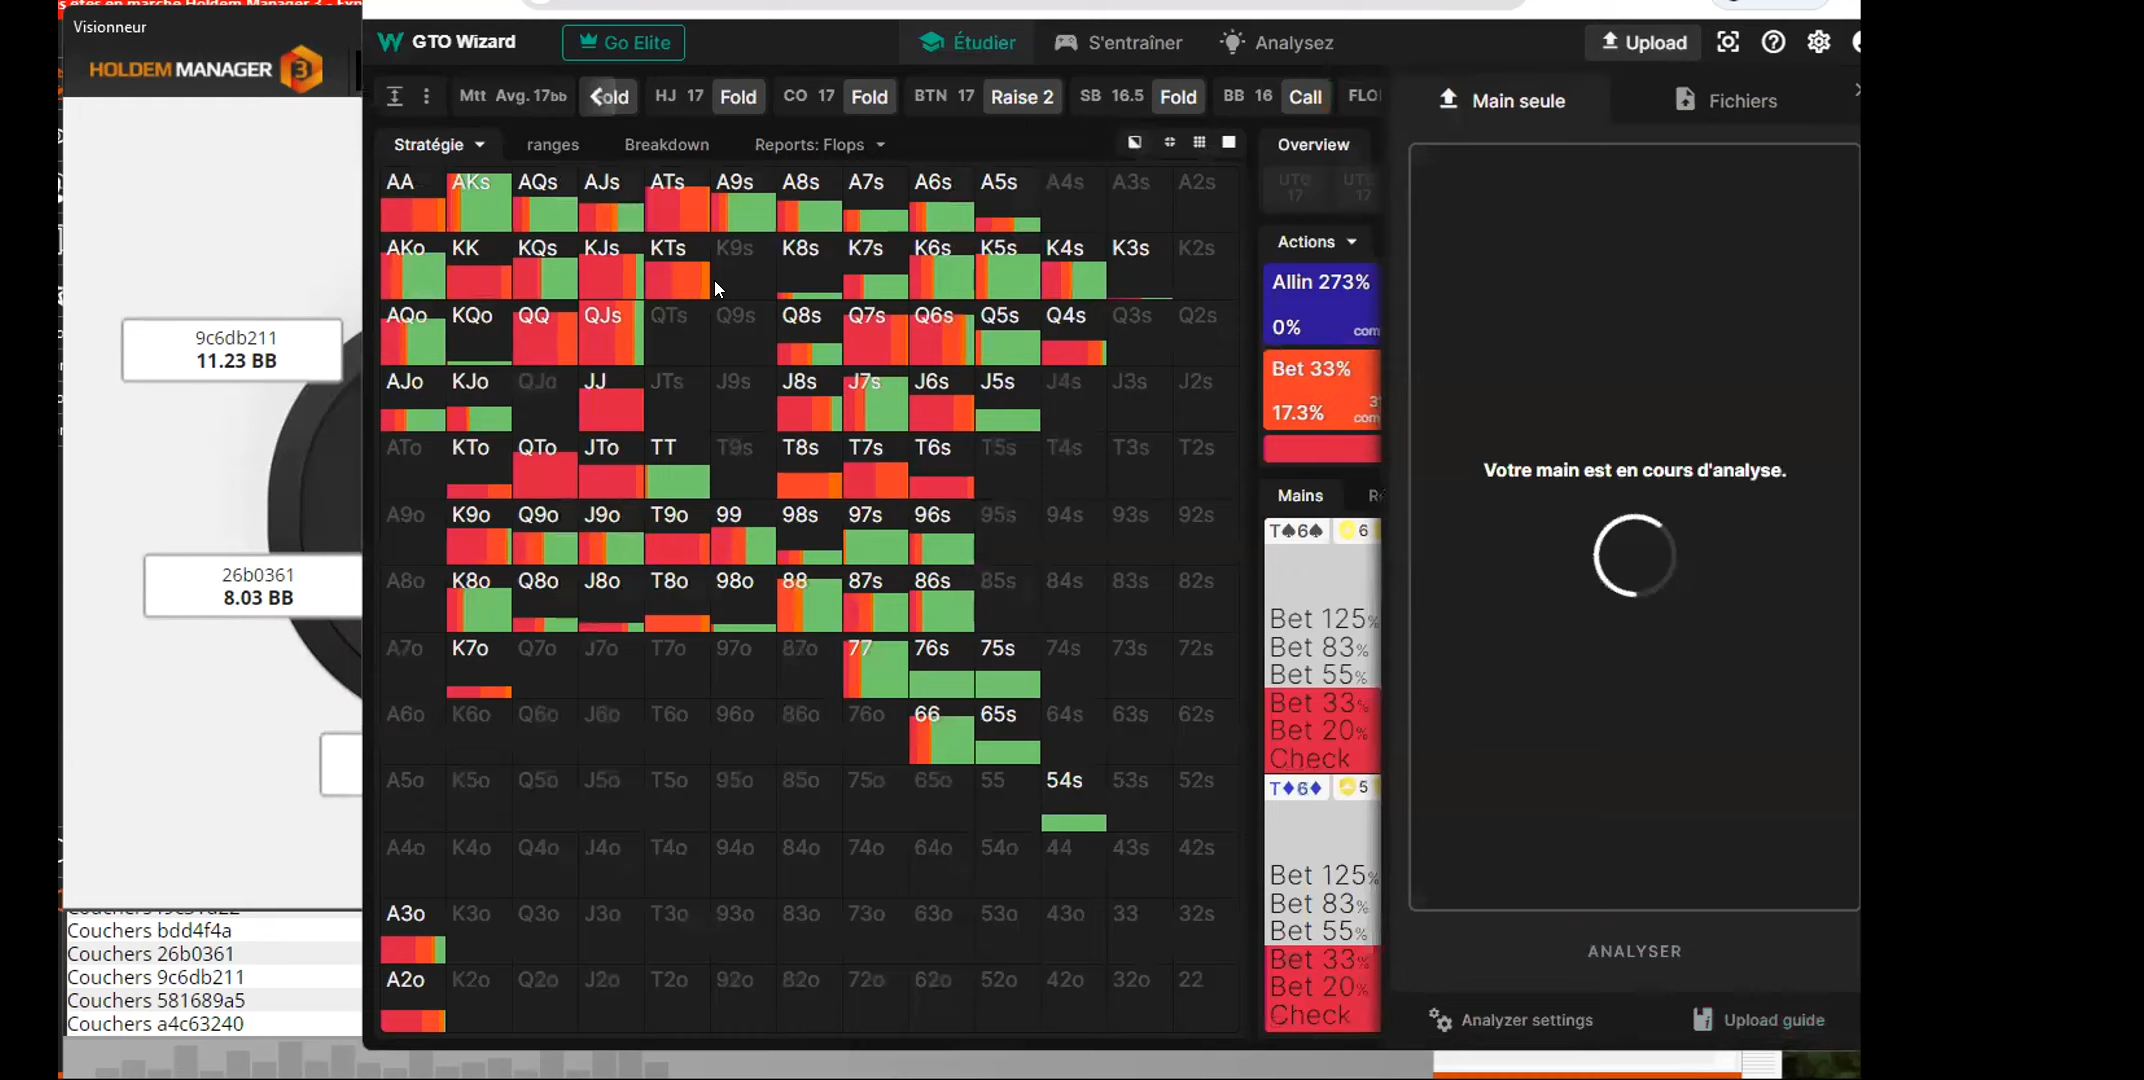 Visionneur
HOLDEM MANAGER 3
GTO Wizard
Go Elite
Étudier
S'entraîner
Analysez
Upload
Mtt Avg. 17bb
HJ 17 Fold
CO 17 Fold
BTN 17 Raise 2
SB 16.5 Fold
BB 16 Call
Main seule
Fichiers
Stratégie
ranges
Breakdown
Reports: Flops
Overview
UTG 17
Actions
Allin 273%
0%
Bet 33%
17.3%
Mains
T♠6♠ 6
Bet 125%
Bet 83%
Bet 55%
Bet 33%
Bet 20%
Check
T♦6♦ 5
Bet 125%
Bet 83%
Bet 55%
Bet 33%
Bet 20%
Check
AA AKs AQs AJs ATs A9s A8s A7s A6s A5s A4s A3s A2s
AKo KK KQs KJs KTs K9s K8s K7s K6s K5s K4s K3s K2s
AQo KQo QQ QJs QTs Q9s Q8s Q7s Q6s Q5s Q4s Q3s Q2s
AJo KJo QJo JJ JTs J9s J8s J7s J6s J5s J4s J3s J2s
ATo KTo QTo JTo TT T9s T8s T7s T6s T5s T4s T3s T2s
A9o K9o Q9o J9o T9o 99 98s 97s 96s 95s 94s 93s 92s
A8o K8o Q8o J8o T8o 98o 88 87s 86s 85s 84s 83s 82s
A7o K7o Q7o J7o T7o 97o 87o 77 76s 75s 74s 73s 72s
A6o K6o Q6o J6o T6o 96o 86o 76o 66 65s 64s 63s 62s
A5o K5o Q5o J5o T5o 95o 85o 75o 65o 55 54s 53s 52s
A4o K4o Q4o J4o T4o 94o 84o 74o 64o 54o 44 43s 42s
A3o K3o Q3o J3o T3o 93o 83o 73o 63o 53o 43o 33 32s
A2o K2o Q2o J2o T2o 92o 82o 72o 62o 52o 42o 32o 22
Votre main est en cours d'analyse.
ANALYSER
Analyzer settings
Upload guide
9c6db211
11.23 BB
26b0361
8.03 BB
Couchers bdd4f4a
Couchers 26b0361
Couchers 9c6db211
Couchers 581689a5
Couchers a4c63240